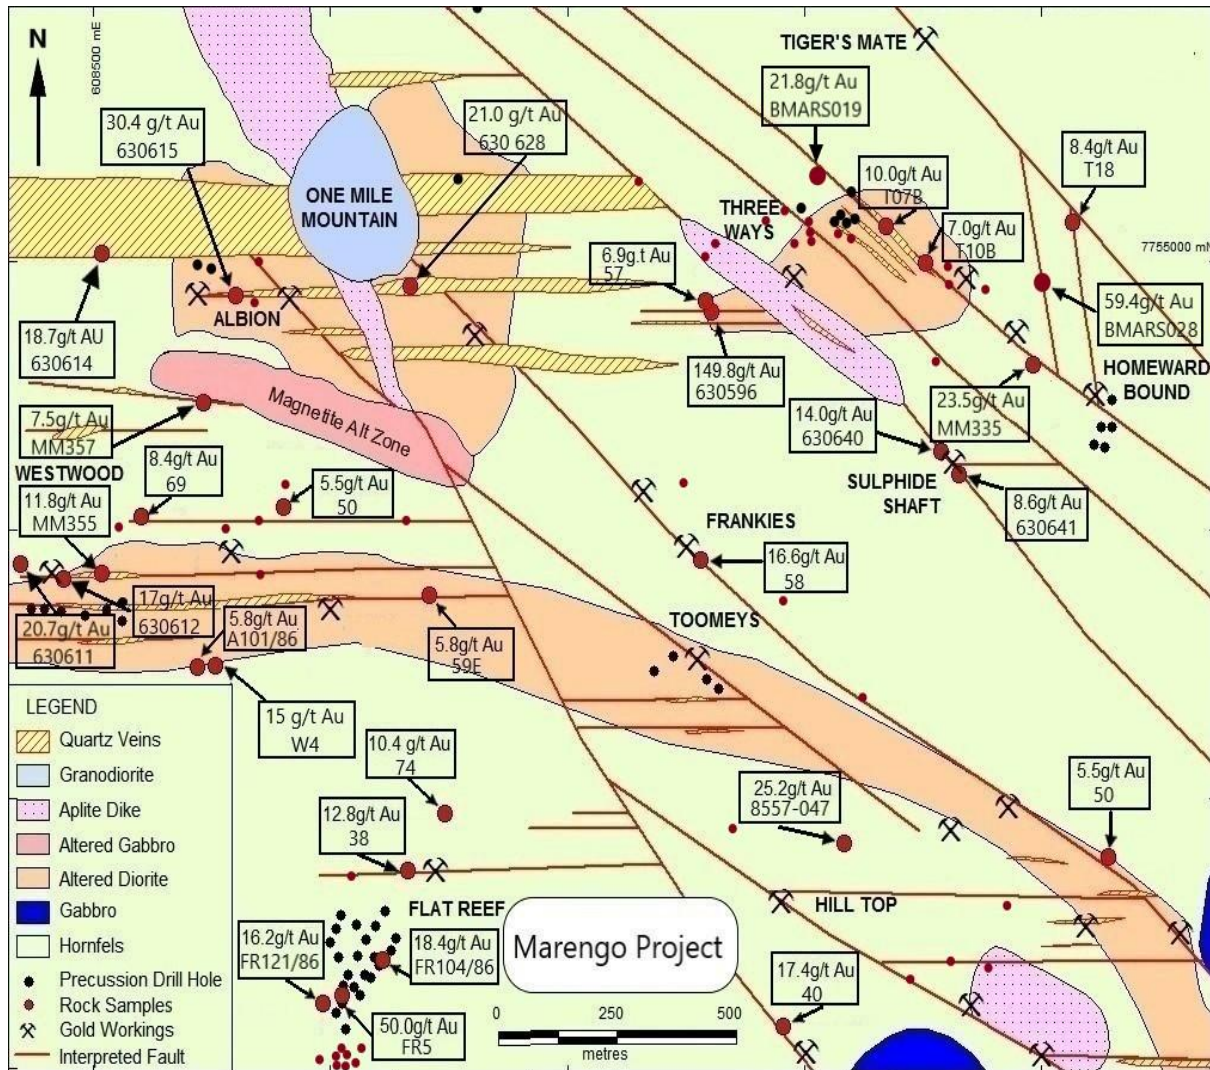 N
608500 mE
TIGER'S MATE
21.8g/t Au
BMARS019
30.4 g/t Au
630615
21.0 g/t Au
630 628
8.4g/t Au
T18
ONE MILE
MOUNTAIN
10.0g/t Au
T07B
THREE
WAYS
7.0g/t Au
T10B
7755000 mN
6.9g.t Au
57
59.4g/t Au
BMARS028
ALBION
18.7g/t AU
630614
149.8g/t Au
630596
HOMEWARD
BOUND
Magnetite Alt Zone
23.5g/t Au
MM335
14.0g/t Au
630640
7.5g/t Au
MM357
WESTWOOD
8.4g/t Au
69
5.5g/t Au
50
SULPHIDE
SHAFT
11.8g/t Au
MM355
8.6g/t Au
630641
FRANKIES
16.6g/t Au
58
17g/t Au
630612
5.8g/t Au
A101/86
20.7g/t Au
630611
5.8g/t Au
59E
TOOMEYS
15 g/t Au
W4
10.4 g/t Au
74
25.2g/t Au
8557-047
5.5g/t Au
50
12.8g/t Au
38
FLAT REEF
HILL TOP
16.2g/t Au
FR121/86
18.4g/t Au
FR104/86
Marengo Project
17.4g/t Au
40
50.0g/t Au
FR5
0 250 500
metres
LEGEND
Quartz Veins
Granodiorite
Aplite Dike
Altered Gabbro
Altered Diorite
Gabbro
Hornfels
Precussion Drill Hole
Rock Samples
Gold Workings
Interpreted Fault